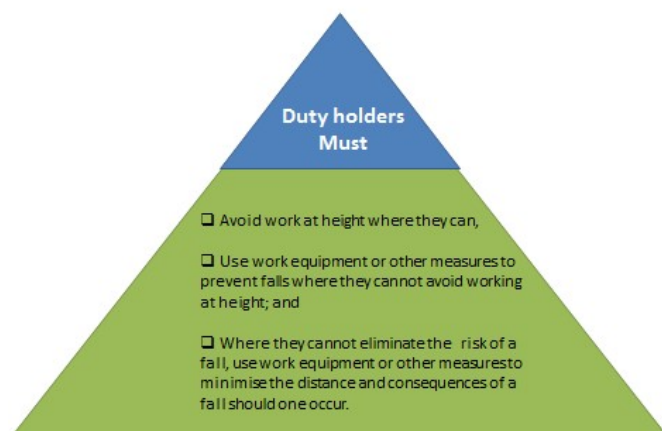 Duty holders
Must
❑ Avoid work at height where they can,
❑ Use work equipment or other measures to
prevent falls where they cannot avoid working
at height; and
❑ Where they cannot eliminate the risk of a
fall, use work equipment or other measures to
minimise the distance and consequences of a
fall should one occur.